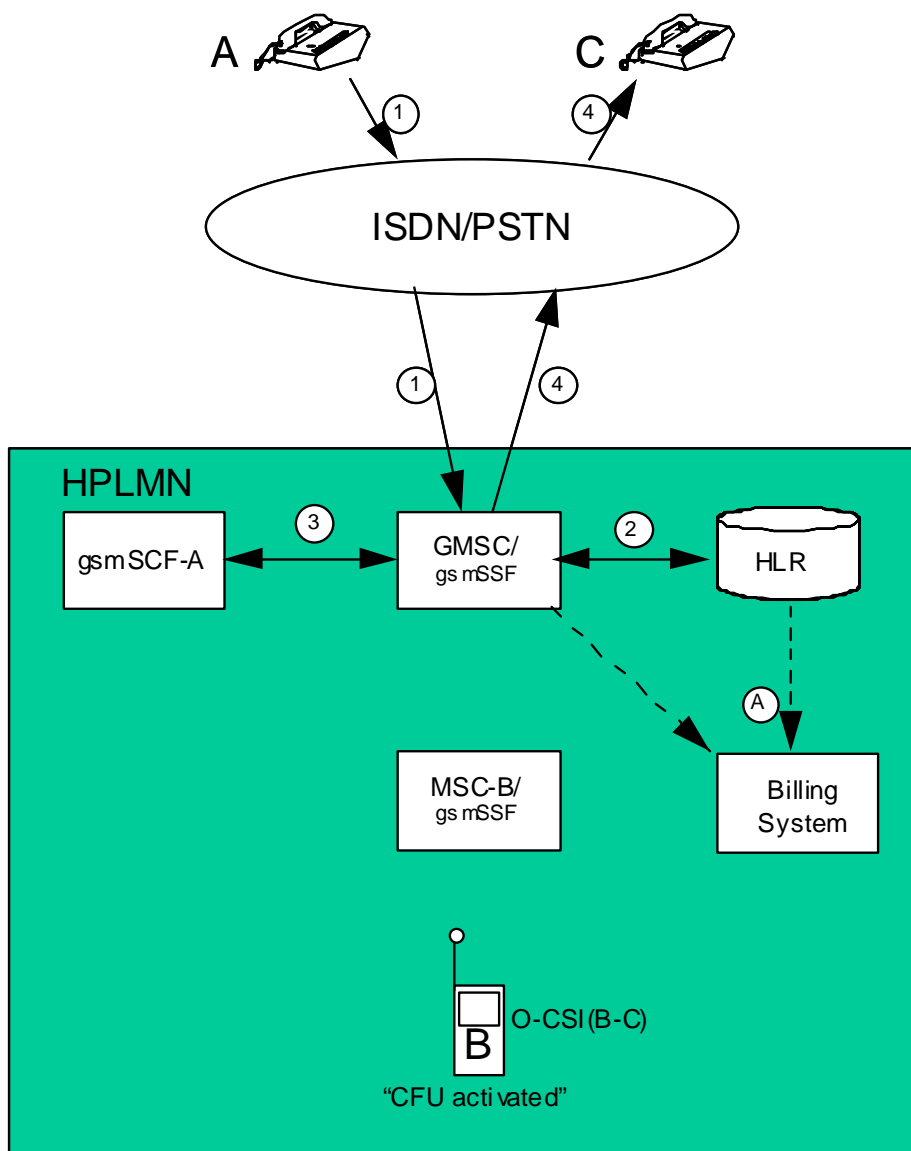 A
C
1
4
ISDN/PSTN
1
4
HPLMN
gsmSCF-A
3
GMSC/
gsmSSF
2
HLR
A
MSC-B/
gsmSSF
Billing
System
O-CSI(B-C)
B
“CFU activated”